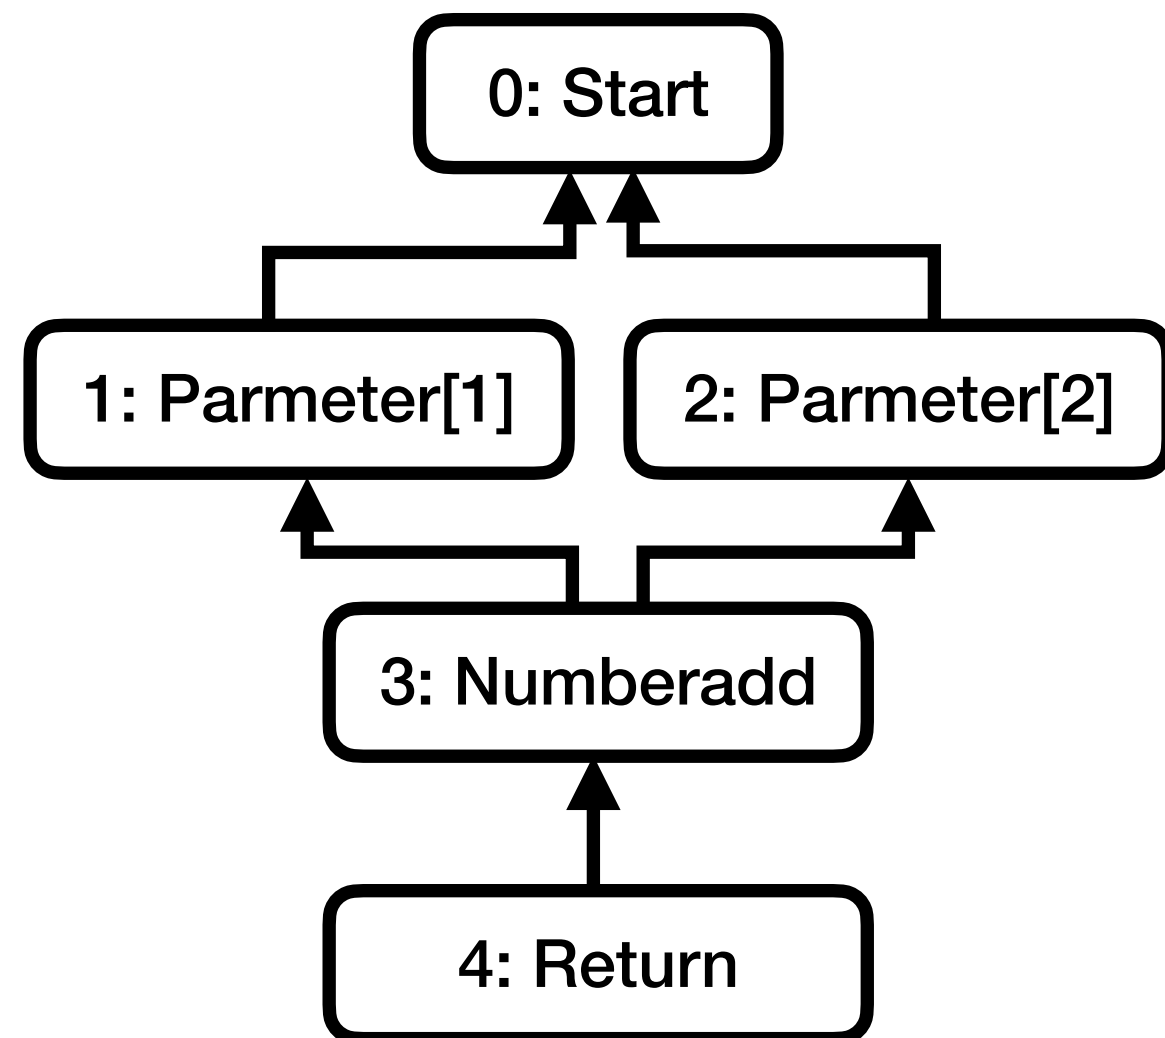 0: Start
1: Parmeter[1]
2: Parmeter[2]
3: Numberadd
4: Return